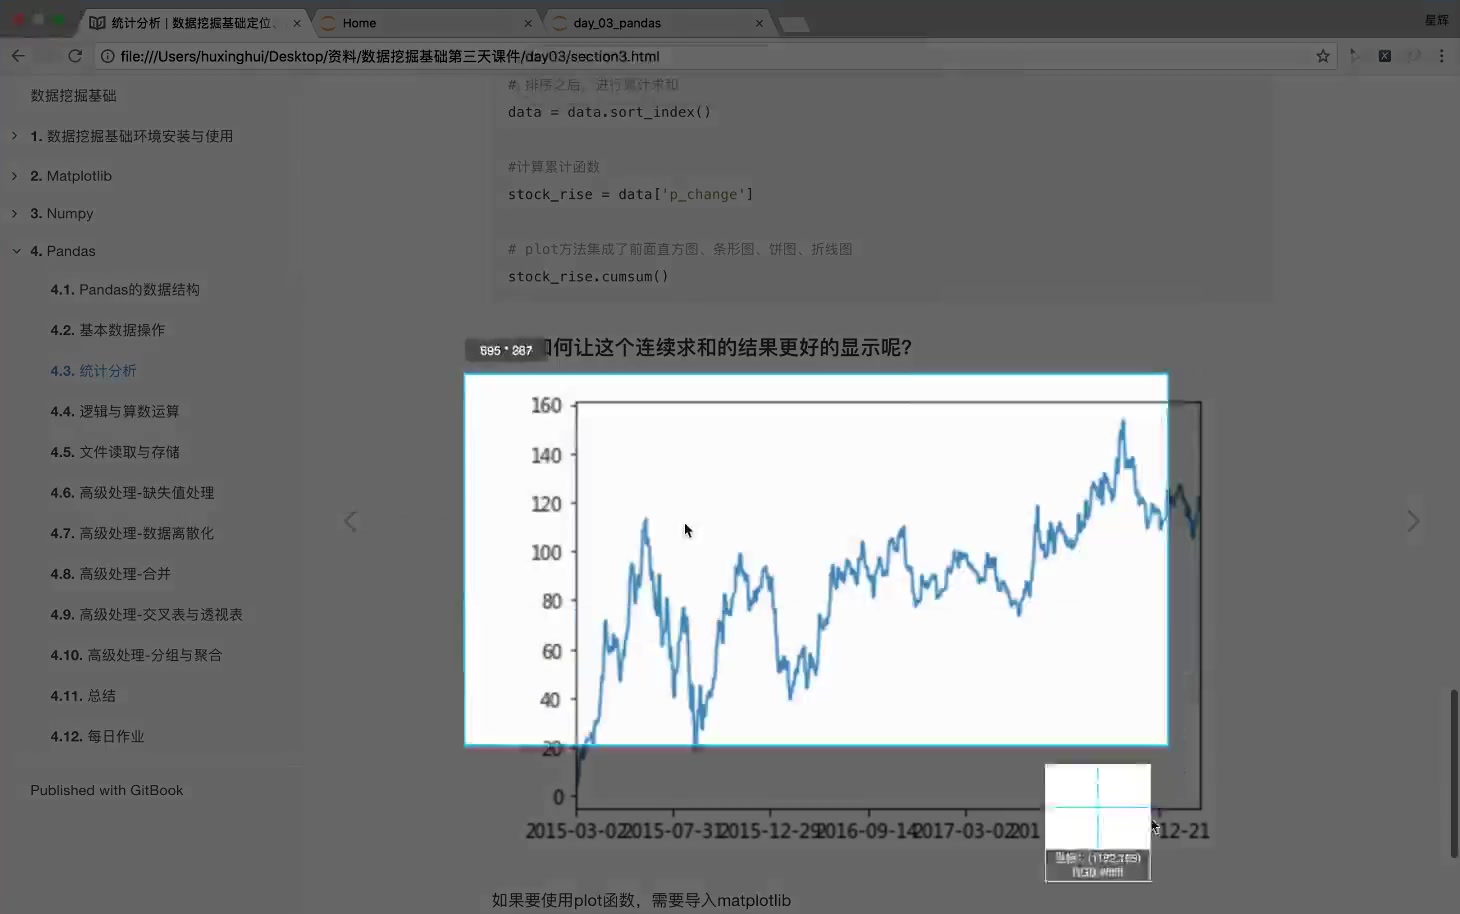 统计分析 | 数据挖掘基础定位、
Home
day_03_pandas
星辉
file:///Users/huxinghui/Desktop/资料/数据挖掘基础第三天课件/day03/section3.html
数据挖掘基础
1. 数据挖掘基础环境安装与使用
2. Matplotlib
3. Numpy
4. Pandas
4.1. Pandas的数据结构
4.2. 基本数据操作
4.3. 统计分析
4.4. 逻辑与算数运算
4.5. 文件读取与存储
4.6. 高级处理-缺失值处理
4.7. 高级处理-数据离散化
4.8. 高级处理-合并
4.9. 高级处理-交叉表与透视表
4.10. 高级处理-分组与聚合
4.11. 总结
4.12. 每日作业
Published with GitBook
# 排序之后，进行累计求和
data = data.sort_index()
#计算累计函数
stock_rise = data['p_change']
# plot方法集成了前面直方图、条形图、饼图、折线图
stock_rise.cumsum()
何让这个连续求和的结果更好的显示呢？
160
140
120
100
80
60
40
20
0
2015-03-02 2015-07-31 2015-12-29 2016-09-14 2017-03-02 201 12-21
如果要使用plot函数，需要导入matplotlib